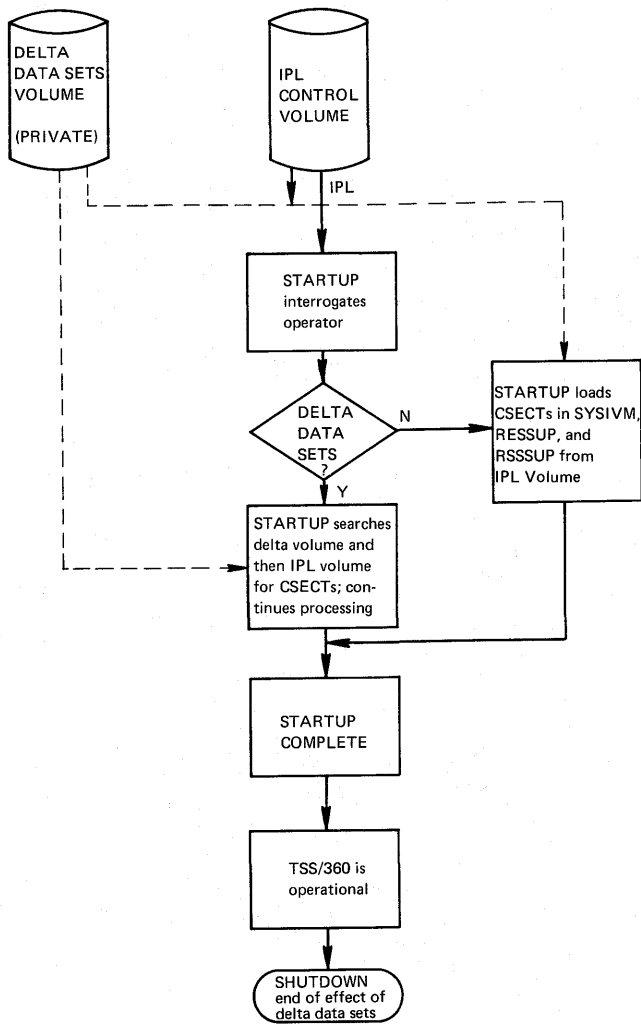 DELTA
DATA SETS
VOLUME
(PRIVATE)
IPL
CONTROL
VOLUME
IPL
STARTUP
interrogates
operator
DELTA
DATA
SETS
?
N
Y
STARTUP loads
CSECTs in SYSIVM,
RESSUP, and
RSSSUP from
IPL Volume
STARTUP searches
delta volume and
then IPL volume
for CSECTs; con-
tinues processing
STARTUP
COMPLETE
TSS/360 is
operational
SHUTDOWN
end of effect of
delta data sets